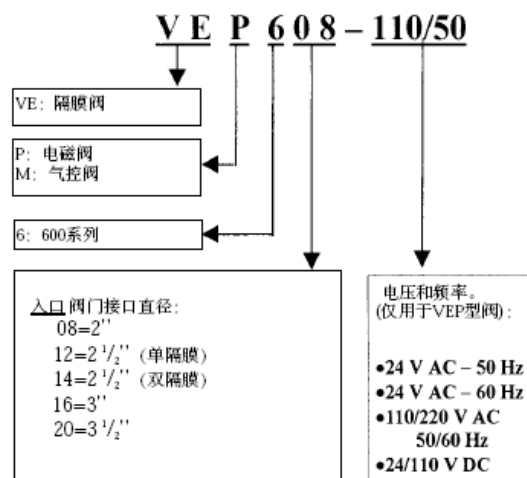 V E P 6 0 8 – 110/50
VE：隔膜阀
P：电磁阀
M：气控阀
6：600系列
入口 阀门接口直径：
08=2''
12=2 1/2''（单隔膜）
14=2 1/2''（双隔膜）
16=3''
20=3 1/2''
电压和频率。
(仅用于VEP型阀)：
●24 V AC – 50 Hz
●24 V AC – 60 Hz
●110/220 V AC
50/60 Hz
●24/110 V DC